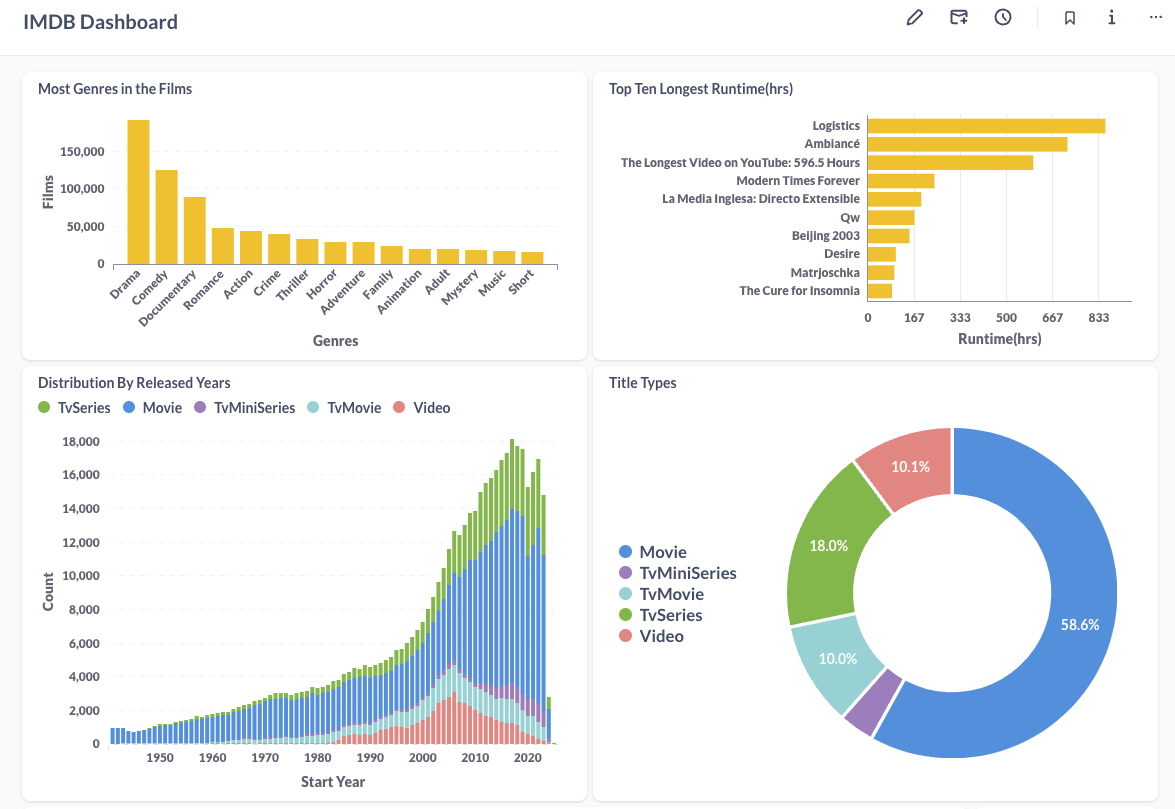 IMDB Dashboard
Most Genres in the Films
Films
150,000
100,000
50,000
0
Drama
Comedy
Documentary
Romance
Action
Crime
Thriller
Horror
Adventure
Family
Animation
Adult
Mystery
Music
Short
Genres
Top Ten Longest Runtime(hrs)
Logistics
Ambiancé
The Longest Video on YouTube: 596.5 Hours
Modern Times Forever
La Media Inglesa: Directo Extensible
Qw
Beijing 2003
Desire
Matrjoschka
The Cure for Insomnia
0 167 333 500 667 833
Runtime(hrs)
Distribution By Released Years
TvSeries Movie TvMiniSeries TvMovie Video
Count
18,000
16,000
14,000
12,000
10,000
8,000
6,000
4,000
2,000
0
1950 1960 1970 1980 1990 2000 2010 2020
Start Year
Title Types
Movie
TvMiniSeries
TvMovie
TvSeries
Video
10.1%
18.0%
58.6%
10.0%